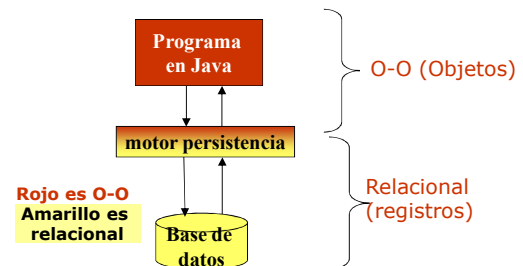 Programa
en Java
O-O (Objetos)
motor persistencia
Rojo es O-O
Amarillo es
relacional
Relacional
(registros)
Base de
datos